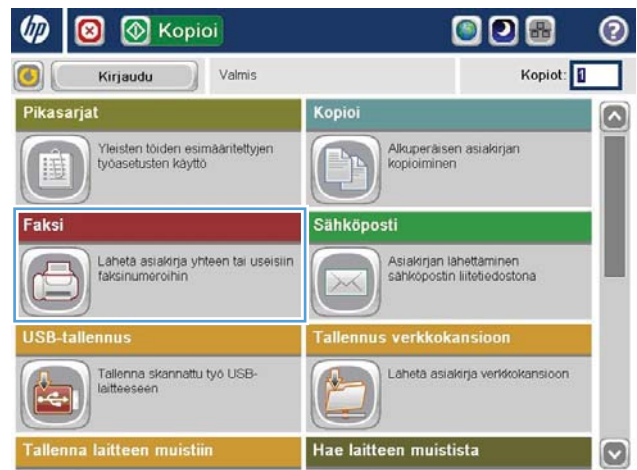 hp
Kopioi
?
Kirjaudu
Valmis
Kopiot: 1
Pikasarjat
Yleisten töiden esimääritettyjen
työasetusten käyttö
Kopioi
Alkuperäisen asiakirjan
kopioiminen
Faksi
Lähetä asiakirja yhteen tai useisiin
faksinumeroihin
Sähköposti
Asiakirjan lähettäminen
sähköpostin liitetiedostona
USB-tallennus
Tallenna skannattu työ USB-
laitteeseen
Tallennus verkkokansioon
Lähetä asiakirja verkkokansioon
Tallenna laitteen muistiin
Hae laitteen muistista